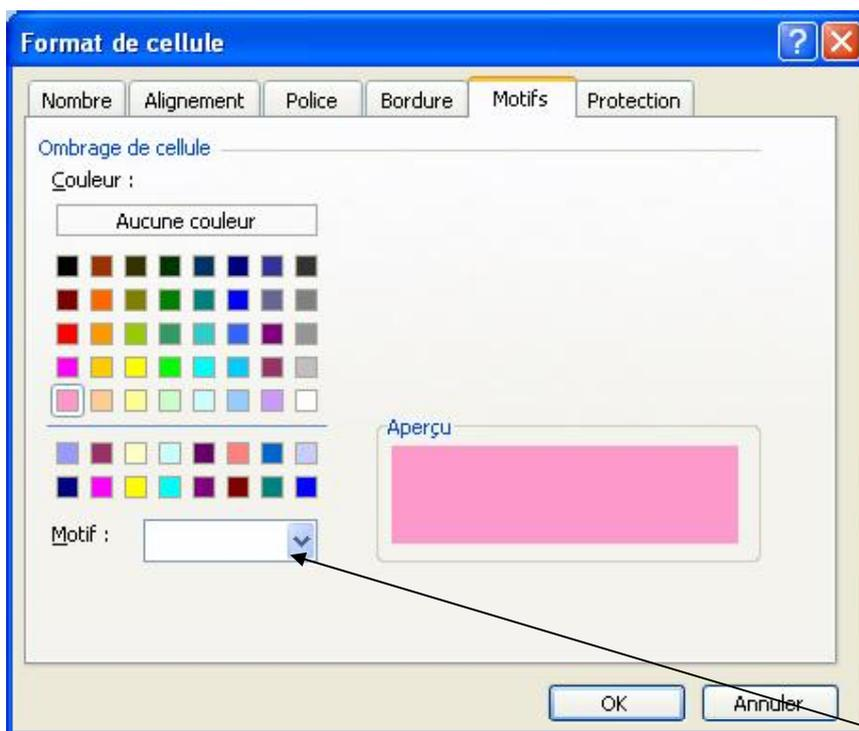 Format de cellule
Nombre Alignement Police Bordure Motifs Protection
Ombrage de cellule
Couleur :
Aucune couleur
Aperçu
Motif :
OK Annuler